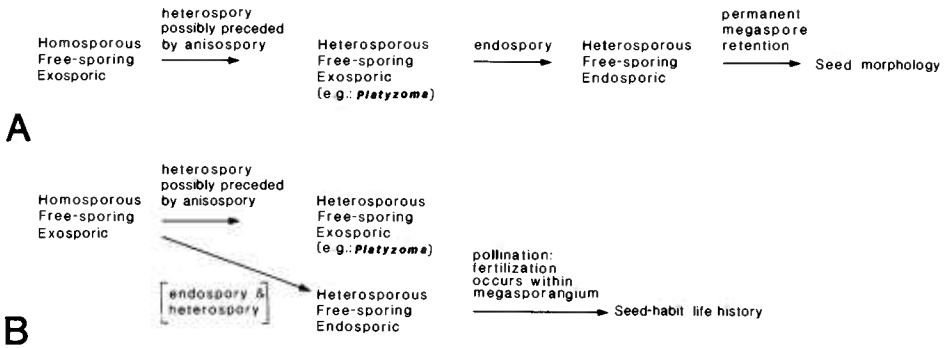 heterospory
possibly preceded
by anisospory
Homosporous
Free-sporing
Exosporic
Heterosporous
Free-sporing
Exosporic
(e.g.: Platyzoma)
endospory
Heterosporous
Free-sporing
Endosporic
permanent
megaspore
retention
Seed morphology
A
heterospory
possibly preceded
by anisospory
Homosporous
Free-sporing
Exosporic
Heterosporous
Free-sporing
Exosporic
(e.g.: Platyzoma)
[endospory &
heterospory]
Heterosporous
Free-sporing
Endosporic
pollination:
fertilization
occurs within
megasporangium
Seed-habit life history
B